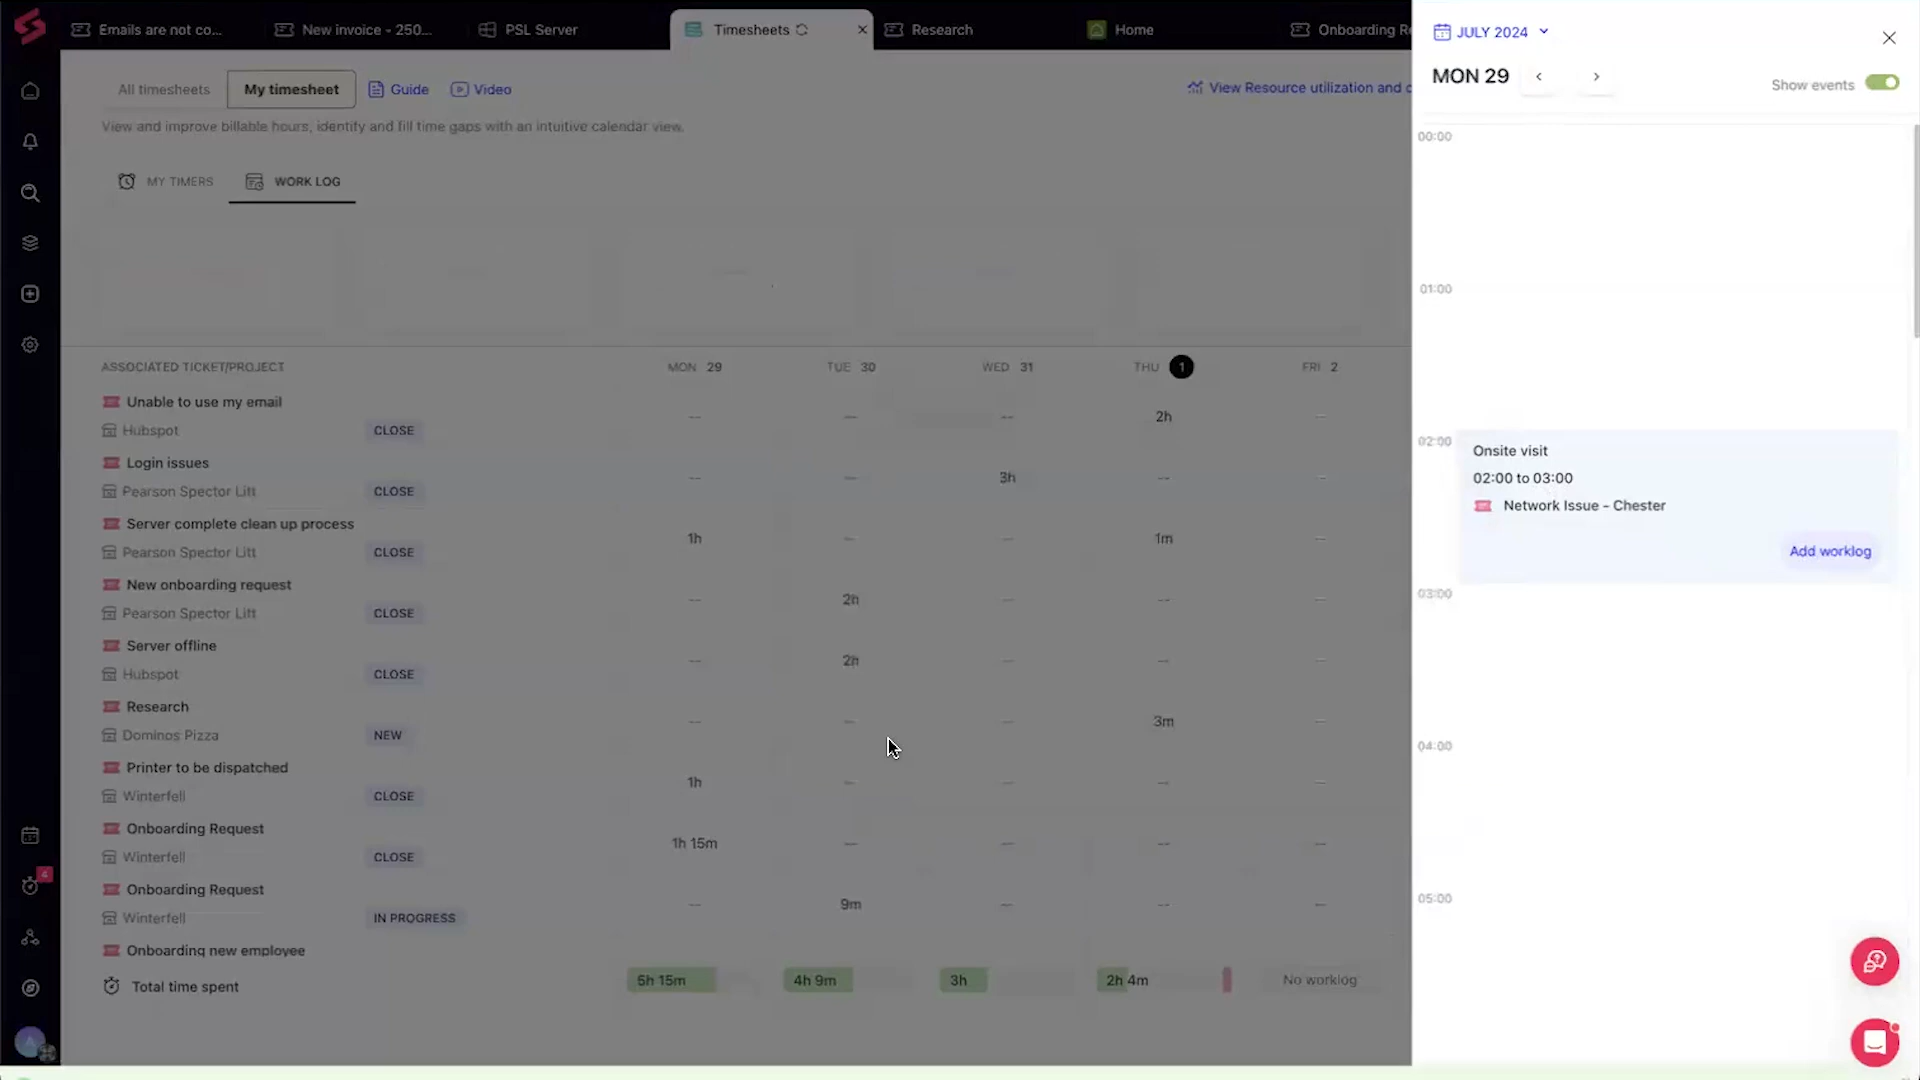 Emails are not co...
New invoice - 250...
PSL Server
Timesheets
Research
Home
Onboarding Re
All timesheets
My timesheet
Guide
Video
View Resource utilization and c
View and improve billable hours, identity and fill time gaps with an intuitive calendar view.
MY TIMERS
WORK LOG
ASSOCIATED TICKET/PROJECT
MON 29
TUE 30
WED 31
THU 1
FRI 2
Unable to use my email
-- -- -- 2h --
Hubspot
CLOSE
Login issues
-- -- 3h -- --
Pearson Spector Litt
CLOSE
Server complete clean up process
1h -- -- 1m --
Pearson Spector Litt
CLOSE
New onboarding request
-- 2h -- -- --
Pearson Spector Litt
CLOSE
Server offline
-- 2h -- -- --
Hubspot
CLOSE
Research
-- -- -- 3m --
Dominos Pizza
NEW
Printer to be dispatched
1h -- -- -- --
Winterfell
CLOSE
Onboarding Request
1h 15m -- -- -- --
Winterfell
CLOSE
Onboarding Request
-- 9m -- -- --
Winterfell
IN PROGRESS
Onboarding new employee
Total time spent
5h 15m
4h 9m
3h
2h 4m
No worklog
4
A
JULY 2024
MON 29
Show events
00:00
01:00
02:00
Onsite visit
02:00 to 03:00
Network Issue - Chester
Add worklog
03:00
04:00
05:00